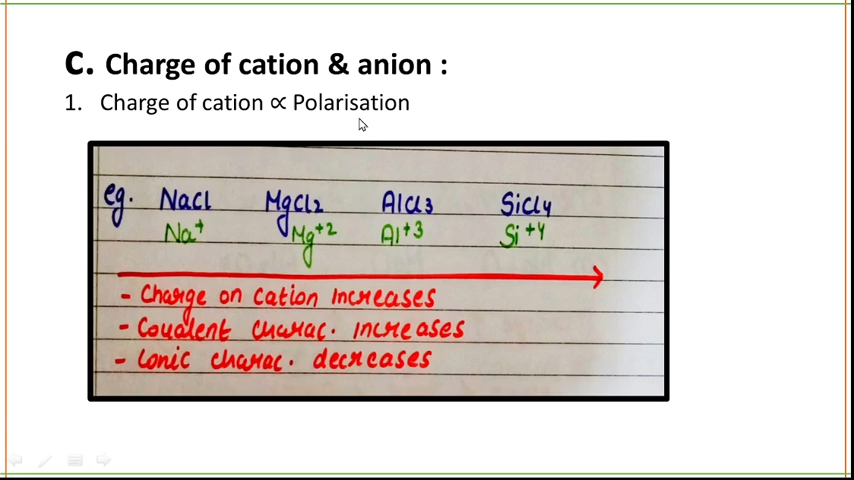 C. Charge of cation & anion :
1. Charge of cation ∝ Polarisation
eg. NaCl MgCl2 AlCl3 SiCl4
Na+ Mg+2 Al+3 Si+4
- Charge on cation increases
- Covalent charac. increases
- Ionic charac. decreases